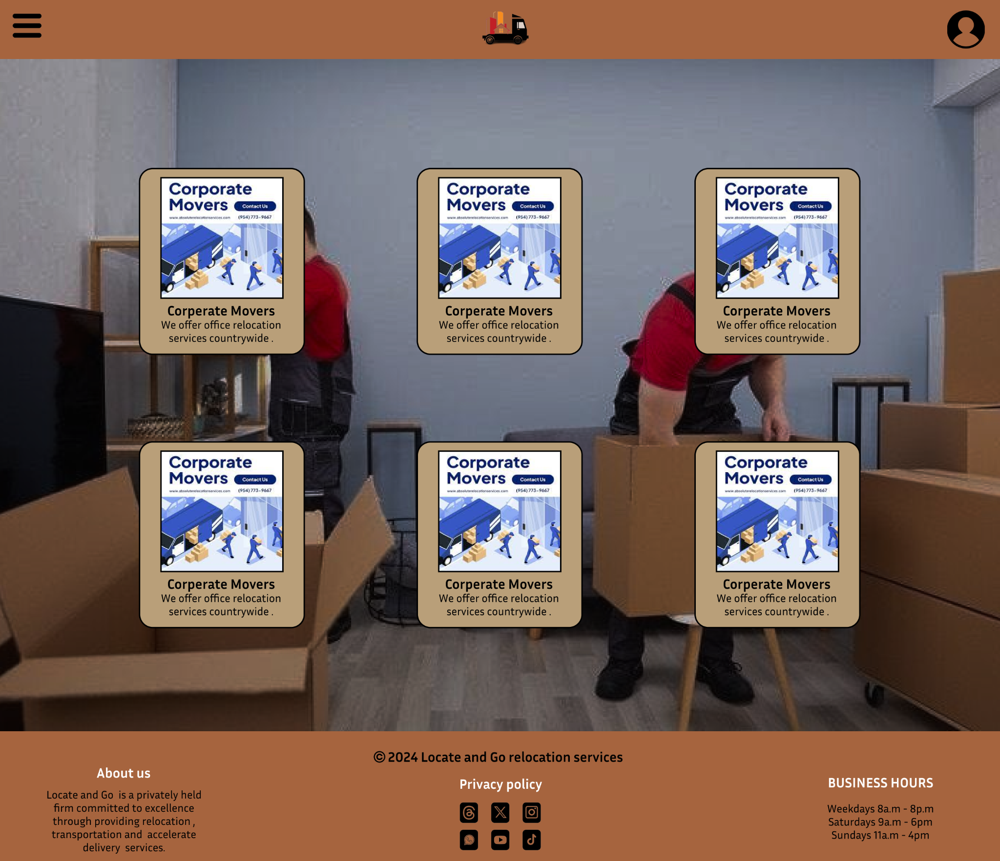 Corporate
Movers
Contact Us
www.absoluterelocationservices.com (954) 773-9667
Corperate Movers
We offer office relocation
services countrywide .
Corporate
Movers
Contact Us
www.absoluterelocationservices.com (954) 773-9667
Corperate Movers
We offer office relocation
services countrywide .
Corporate
Movers
Contact Us
www.absoluterelocationservices.com (954) 773-9667
Corperate Movers
We offer office relocation
services countrywide .
Corporate
Movers
Contact Us
www.absoluterelocationservices.com (954) 773-9667
Corperate Movers
We offer office relocation
services countrywide .
Corporate
Movers
Contact Us
www.absoluterelocationservices.com (954) 773-9667
Corperate Movers
We offer office relocation
services countrywide .
Corporate
Movers
Contact Us
www.absoluterelocationservices.com (954) 773-9667
Corperate Movers
We offer office relocation
services countrywide .
© 2024 Locate and Go relocation services
About us
Locate and Go is a privately held
firm committed to excellence
through providing relocation ,
transportation and accelerate
delivery services.
Privacy policy
BUSINESS HOURS
Weekdays 8a.m - 8p.m
Saturdays 9a.m - 6pm
Sundays 11a.m - 4pm